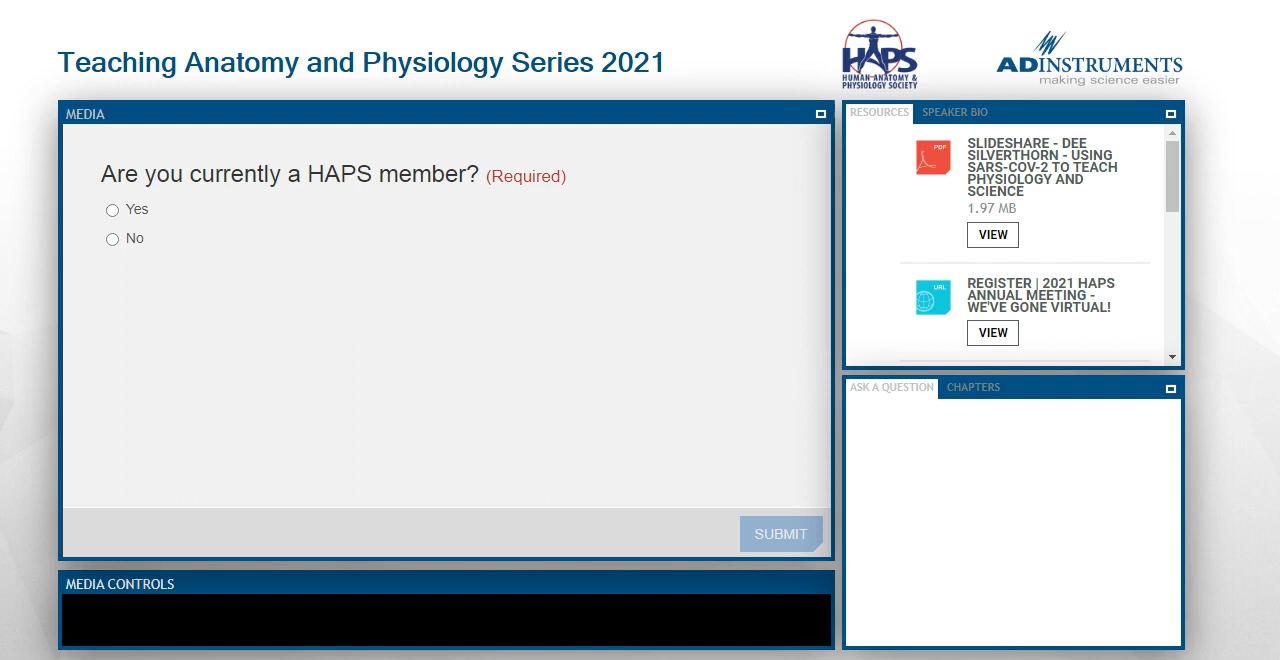 Teaching Anatomy and Physiology Series 2021
HAPS
HUMAN ANATOMY &
PHYSIOLOGY SOCIETY
ADINSTRUMENTS
making science easier
MEDIA
Are you currently a HAPS member? (Required)
Yes
No
SUBMIT
MEDIA CONTROLS
RESOURCES SPEAKER BIO
PDF
SLIDESHARE - DEE
SILVERTHORN - USING
SARS-COV-2 TO TEACH
PHYSIOLOGY AND
SCIENCE
1.97 MB
VIEW
URL
REGISTER | 2021 HAPS
ANNUAL MEETING -
WE'VE GONE VIRTUAL!
VIEW
ASK A QUESTION CHAPTERS